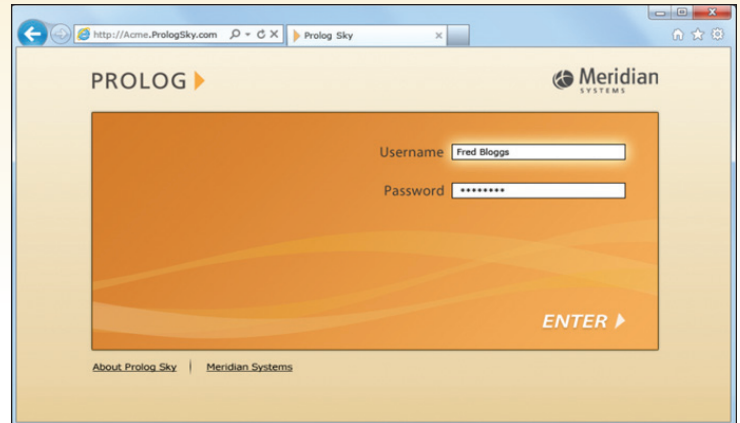 http://Acme.PrologSky.com
Prolog Sky
PROLOG
Meridian
SYSTEMS
Username Fred Bloggs
Password ••••••••
ENTER
About Prolog Sky | Meridian Systems